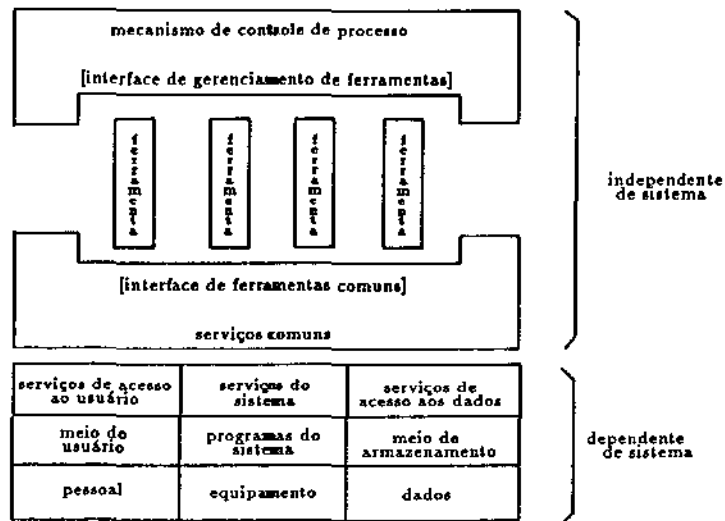 mecanismo de controle de processo
[interface de gerenciamento de ferramentas]
ferramenta
ferramenta
ferramenta
ferramenta
independente
de sistema
[interface de ferramentas comuns]
serviços comuns
serviços de acesso
ao usuário
serviços do
sistema
serviços de
acesso aos dados
meio do
usuário
programas do
sistema
meio de
armazenamento
dependente
de sistema
pessoal
equipamento
dados